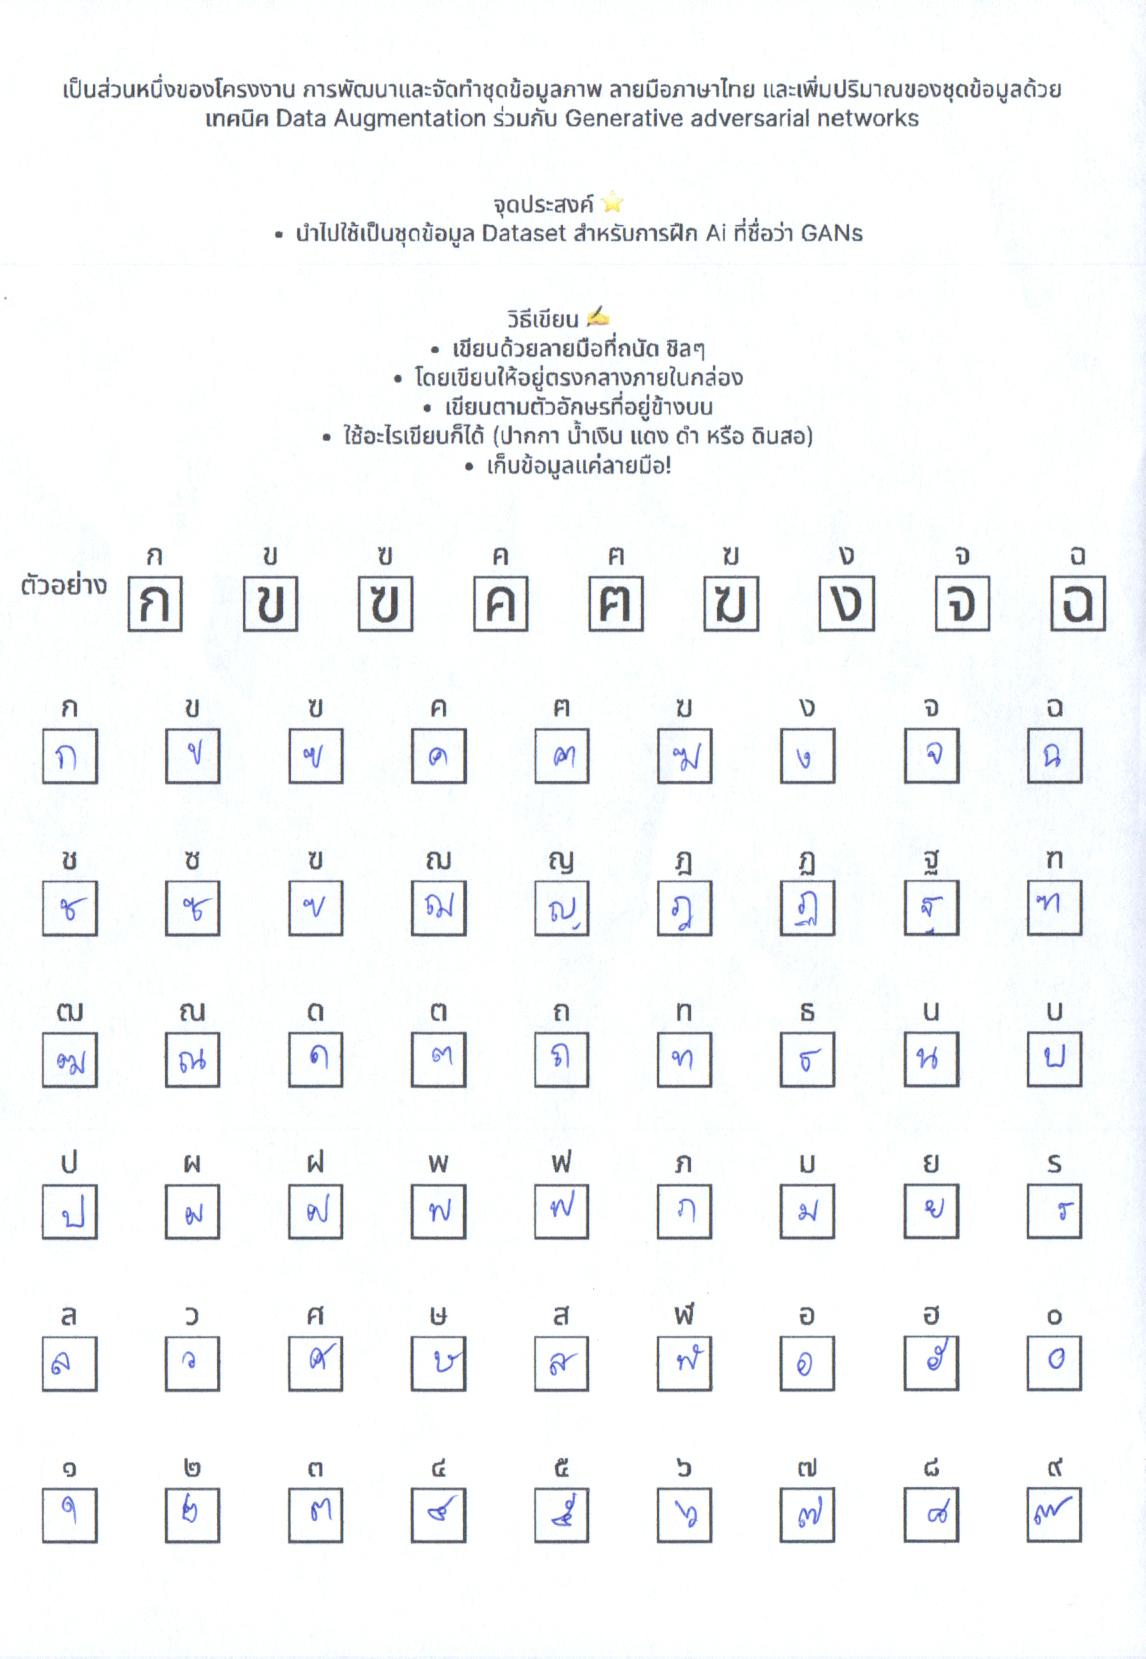 เป็นส่วนหนึ่งของโครงงาน การพัฒนาและจัดทำชุดข้อมูลภาพ ลายมือภาษาไทย และเพิ่มปริมาณของชุดข้อมูลด้วย
เทคนิค Data Augmentation ร่วมกับ Generative adversarial networks
จุดประสงค์ ⭐
• นำไปใช้เป็นชุดข้อมูล Dataset สำหรับการฝึก Ai ที่ชื่อว่า GANs
วิธีเขียน ✍
• เขียนด้วยลายมือที่ถนัด ชิลๆ
• โดยเขียนให้อยู่ตรงกลางภายในกล่อง
• เขียนตามตัวอักษรที่อยู่ข้างบน
• ใช้อะไรเขียนก็ได้ (ปากกา น้ำเงิน แดง ดำ หรือ ดินสอ)
• เก็บข้อมูลแค่ลายมือ!
ก ข ฃ ค ฅ ฆ ง จ ฉ
ตัวอย่าง ก ข ฃ ค ฅ ฆ ง จ ฉ
ก ข ฃ ค ฅ ฆ ง จ ฉ
ก ข ฃ ค ฅ ฆ ง จ ฉ
ช ซ ฃ ฌ ญ ฎ ฏ ฐ ฑ
ช ซ ฃ ฌ ญ ฎ ฏ ฐ ฑ
ฒ ณ ด ต ถ ท ธ น บ
ฒ ณ ด ต ถ ท ธ น บ
ป ผ ฝ พ ฟ ภ ม ย ร
ป ผ ฝ พ ฟ ภ ม ย ร
ล ว ศ ษ ส ฬ อ ฮ ๐
ล ว ศ ษ ส ฬ อ ฮ ๐
๑ ๒ ๓ ๔ ๕ ๖ ๗ ๘ ๙
๑ ๒ ๓ ๔ ๕ ๖ ๗ ๘ ๙